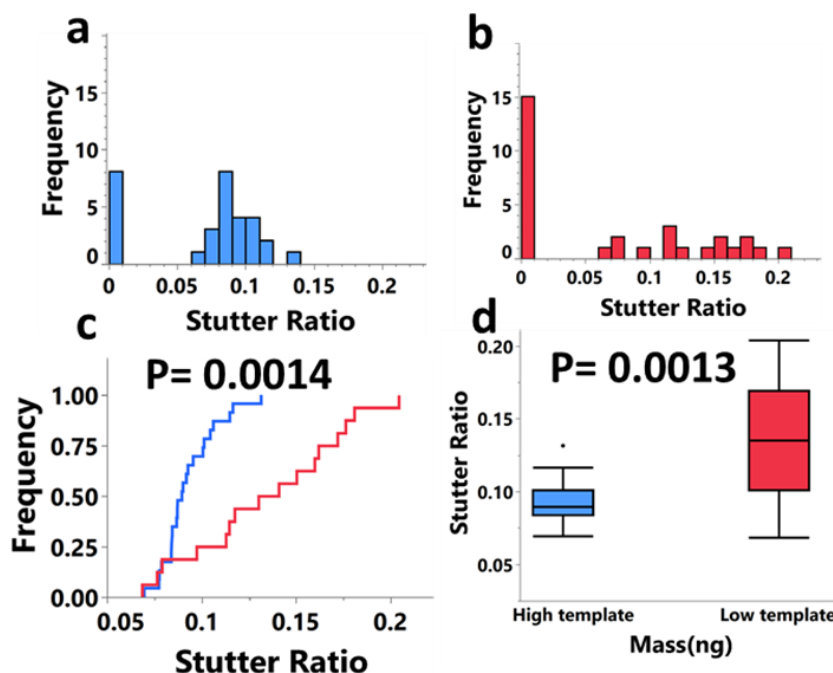 a
Frequency
15
10
5
0
0
0.05
0.1
0.15
0.2
Stutter Ratio
b
Frequency
15
10
5
0
0
0.05
0.1
0.15
0.2
Stutter Ratio
c
P= 0.0014
Frequency
1.00
0.75
0.50
0.25
0.00
0.05
0.1
0.15
0.2
Stutter Ratio
d
P= 0.0013
Stutter Ratio
0.20
0.15
0.10
0.05
High template
Low template
Mass(ng)